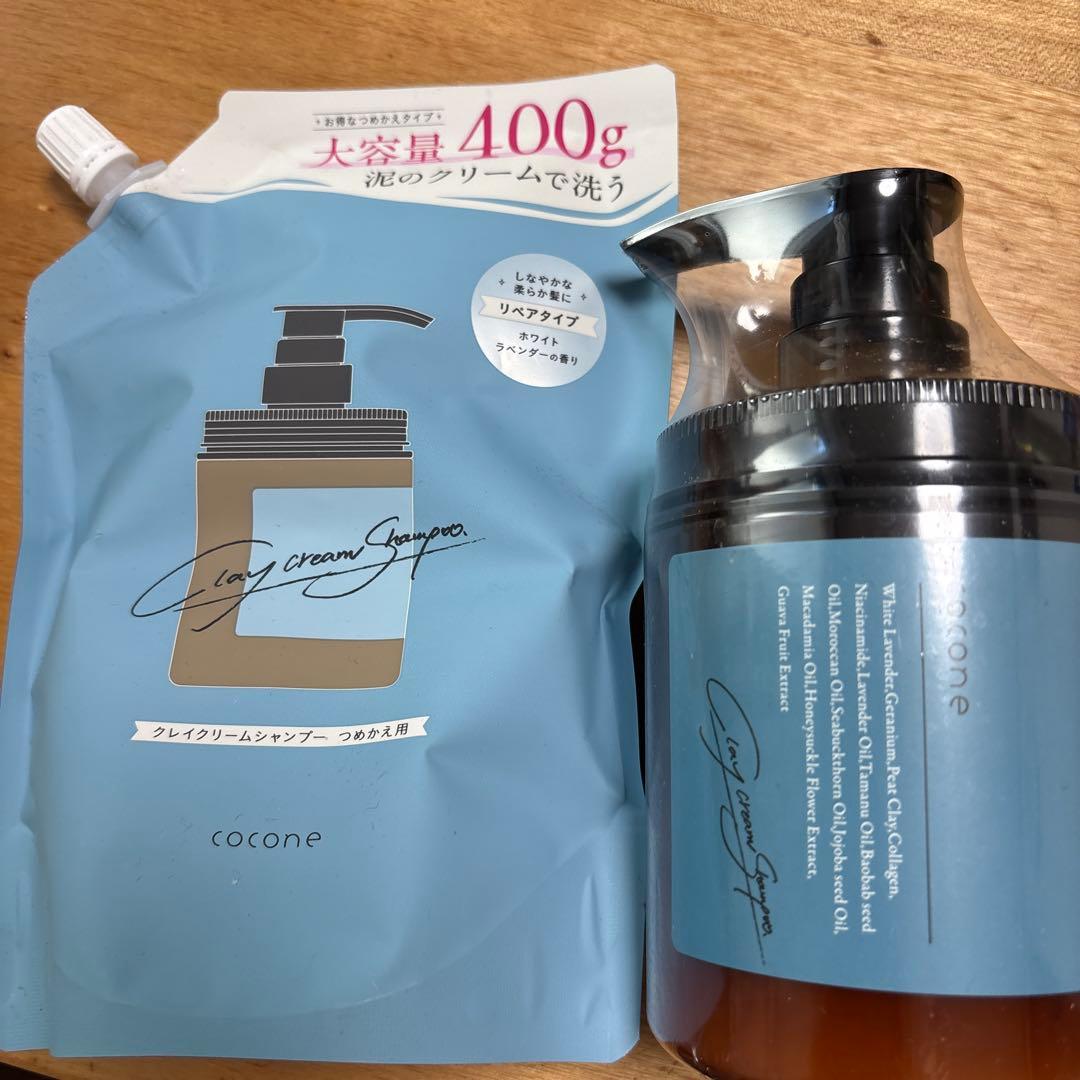 お得なつめかえタイプ
大容量 400g
泥のクリームで洗う
しなやかな
柔らか髪に
リペアタイプ
ホワイト
ラベンダーの香り
Clay cream Shampoo.
クレイクリームシャンプー つめかえ用
cocone
cocone
White Lavender,Geranium,Peat Clay,Collagen,
Niacinamide,Lavender Oil,Tamanu Oil,Baobab seed
Oil,Moroccan Oil,Seabuckthorn Oil,Jojoba seed Oil,
Macadamia Oil,Honeysuckle Flower Extract,
Guava Fruit Extract
Clay cream Shampoo.